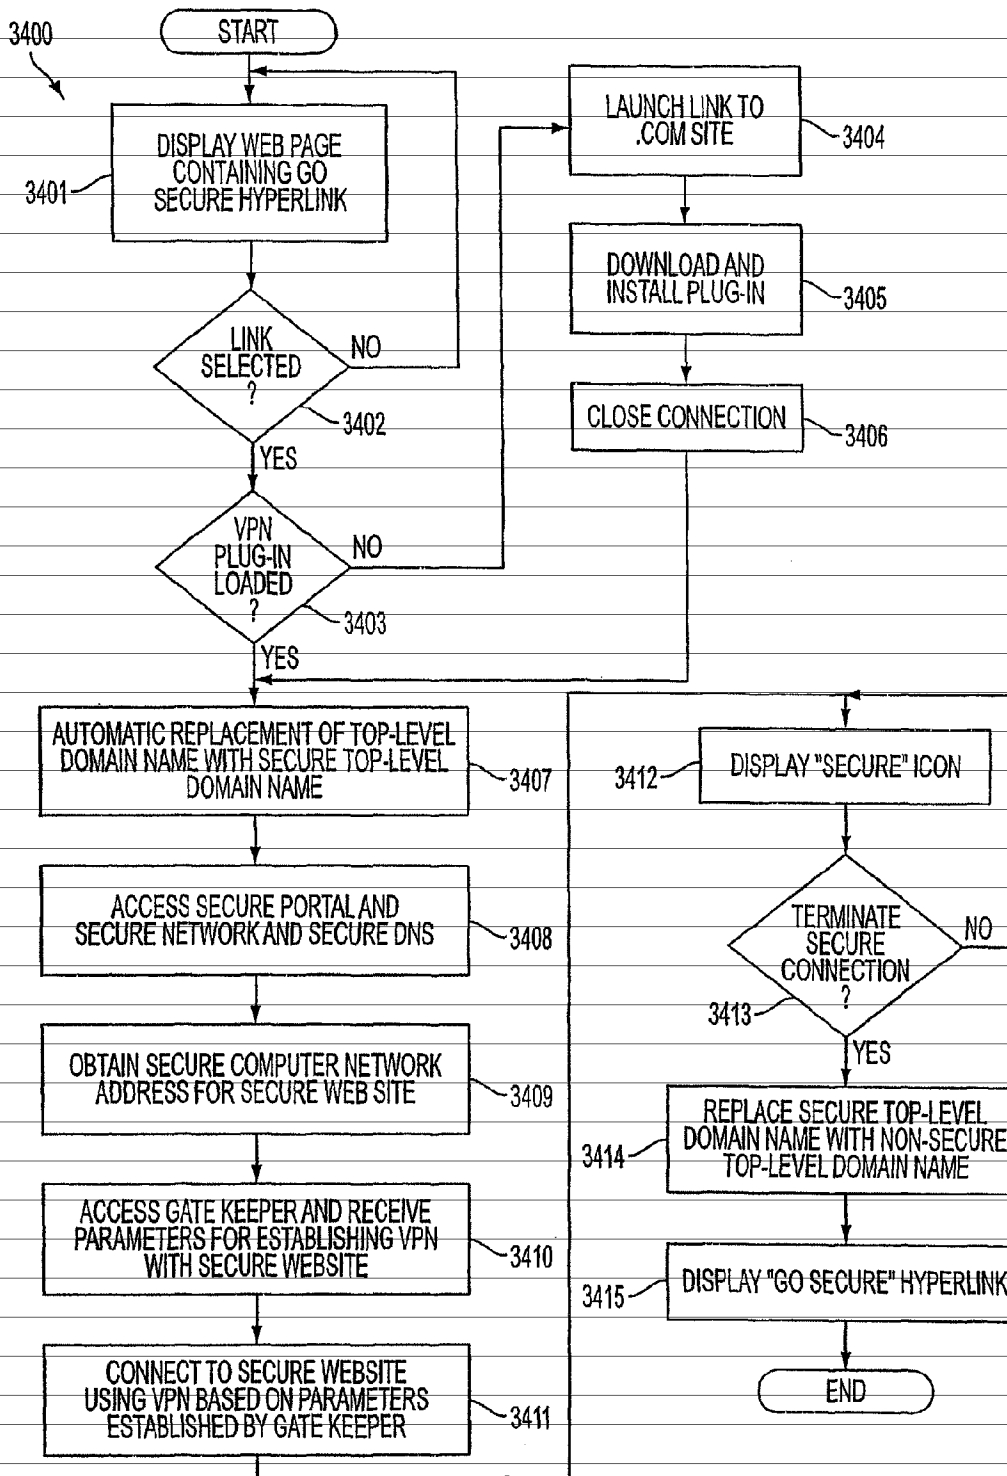 3400
START
DISPLAY WEB PAGE
CONTAINING GO
SECURE HYPERLINK
3401
LINK
SELECTED
?
NO
3402
YES
VPN
PLUG-IN
LOADED
?
NO
3403
YES
LAUNCH LINK TO
.COM SITE
3404
DOWNLOAD AND
INSTALL PLUG-IN
3405
CLOSE CONNECTION
3406
AUTOMATIC REPLACEMENT OF TOP-LEVEL
DOMAIN NAME WITH SECURE TOP-LEVEL
DOMAIN NAME
3407
ACCESS SECURE PORTAL AND
SECURE NETWORK AND SECURE DNS
3408
OBTAIN SECURE COMPUTER NETWORK
ADDRESS FOR SECURE WEB SITE
3409
ACCESS GATE KEEPER AND RECEIVE
PARAMETERS FOR ESTABLISHING VPN
WITH SECURE WEBSITE
3410
CONNECT TO SECURE WEBSITE
USING VPN BASED ON PARAMETERS
ESTABLISHED BY GATE KEEPER
3411
3412
DISPLAY "SECURE" ICON
TERMINATE
SECURE
CONNECTION
?
NO
3413
YES
REPLACE SECURE TOP-LEVEL
DOMAIN NAME WITH NON-SECURE
TOP-LEVEL DOMAIN NAME
3414
DISPLAY "GO SECURE" HYPERLINK
3415
END